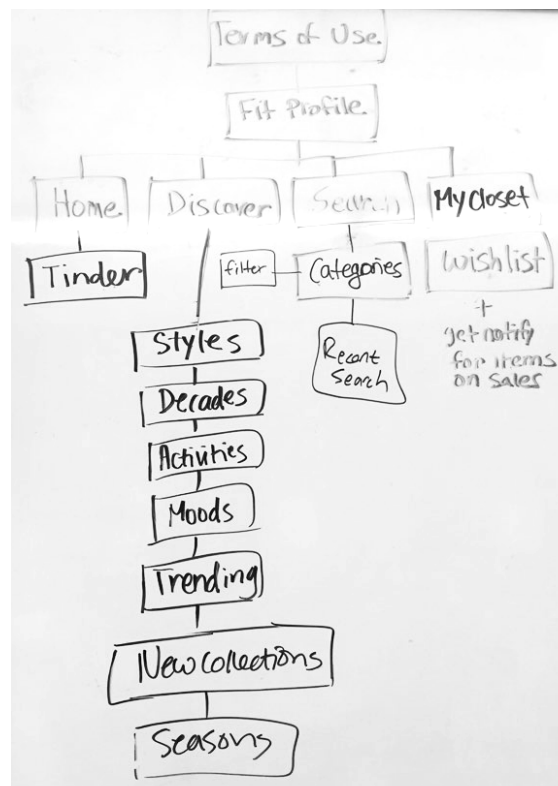 Terms of Use.
Fit Profile.
Home.
Discover
Search
My Closet
Tinder
filter
Categories
Wishlist
+
get notify
for items
on sales
Recent
Search
Styles
Decades
Activities
Moods
Trending
New collections
Seasons